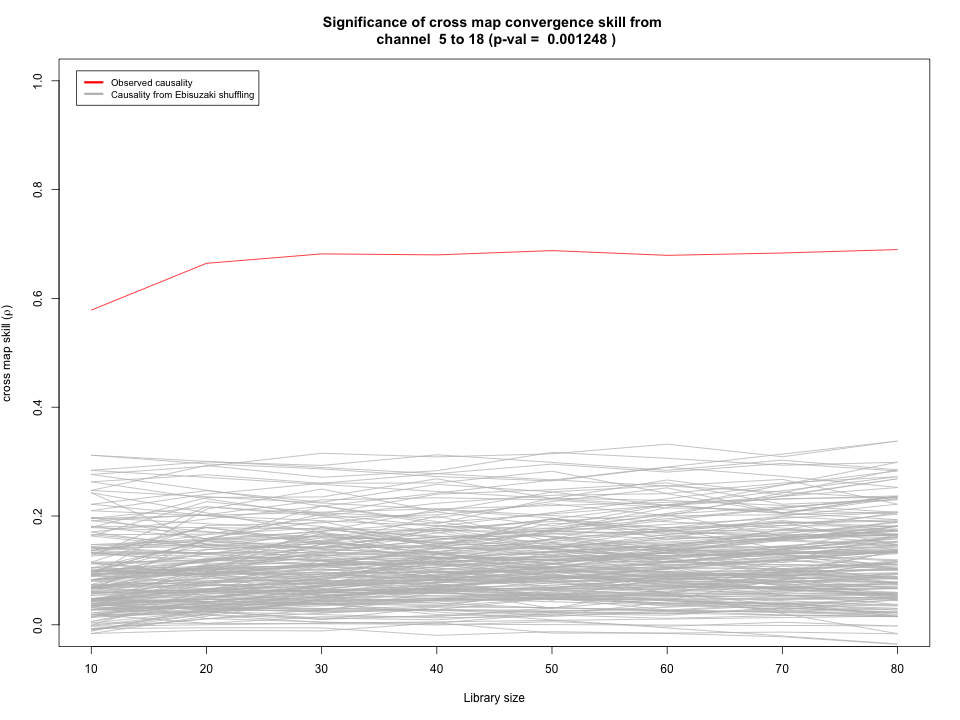 Significance of cross map convergence skill from
channel  5 to 18 (p-val =  0.001248 )
Observed causality
Causality from Ebisuzaki shuffling
1.0
0.8
0.6
0.4
0.2
0.0
cross map skill (ρ)
10 20 30 40 50 60 70 80
Library size